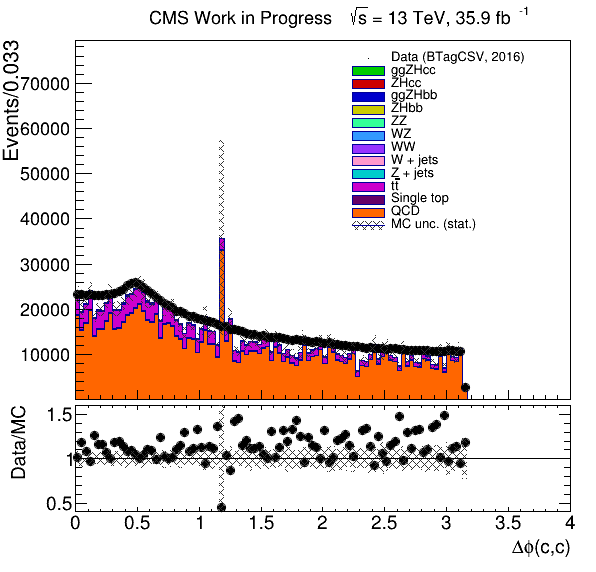 CMS Work in Progress √s = 13 TeV, 35.9 fb⁻¹
Events/0.033
70000
60000
50000
40000
30000
20000
10000
Data (BTagCSV, 2016)
ggZHcc
ZHcc
ggZHbb
ZHbb
ZZ
WZ
WW
W + jets
Z + jets
tt̅
Single top
QCD
MC unc. (stat.)
Data/MC
1.5
1
0.5
0 0.5 1 1.5 2 2.5 3 3.5 4
Δϕ(c,c)